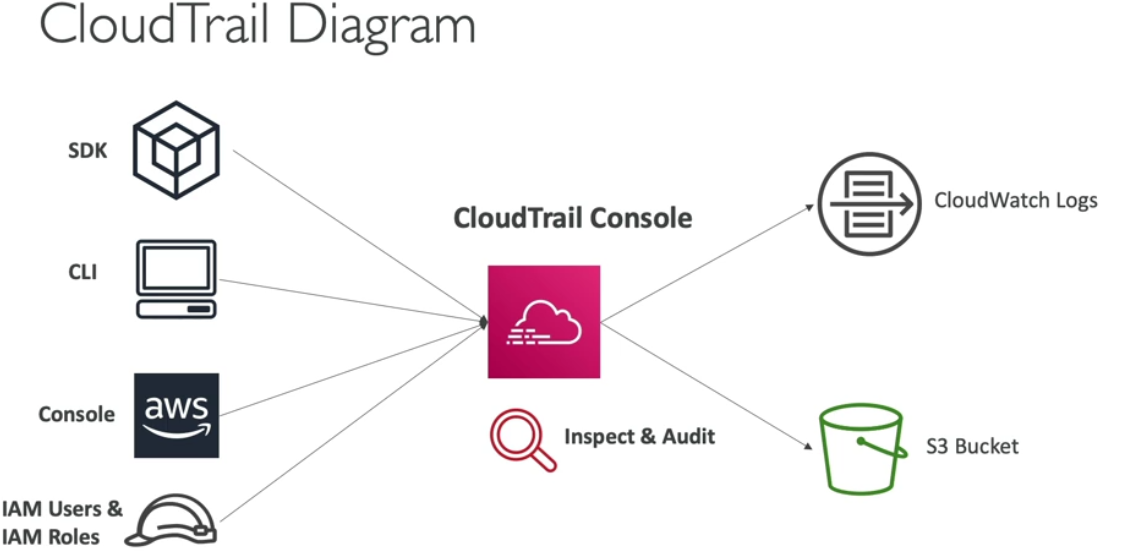 CloudTrail Diagram
SDK
CLI
Console
aws
IAM Users &
IAM Roles
CloudTrail Console
Inspect & Audit
CloudWatch Logs
S3 Bucket